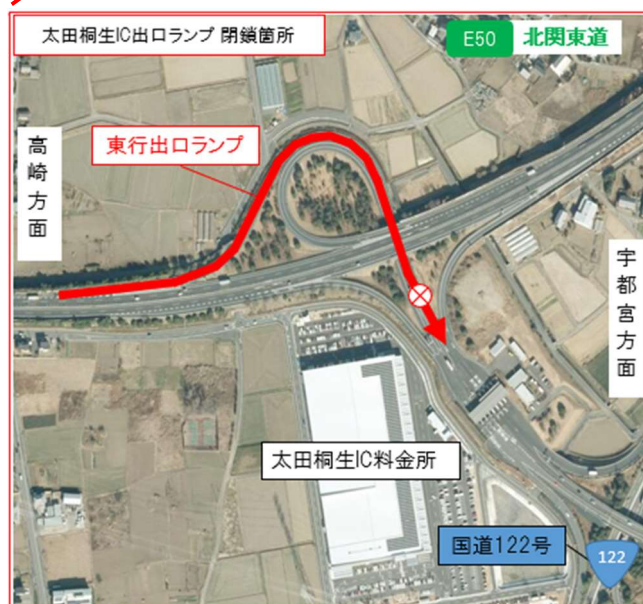 太田桐生IC出口ランプ 閉鎖箇所
E50 北関東道
東行出口ランプ
高崎方面
宇都宮方面
太田桐生IC料金所
国道122号
122